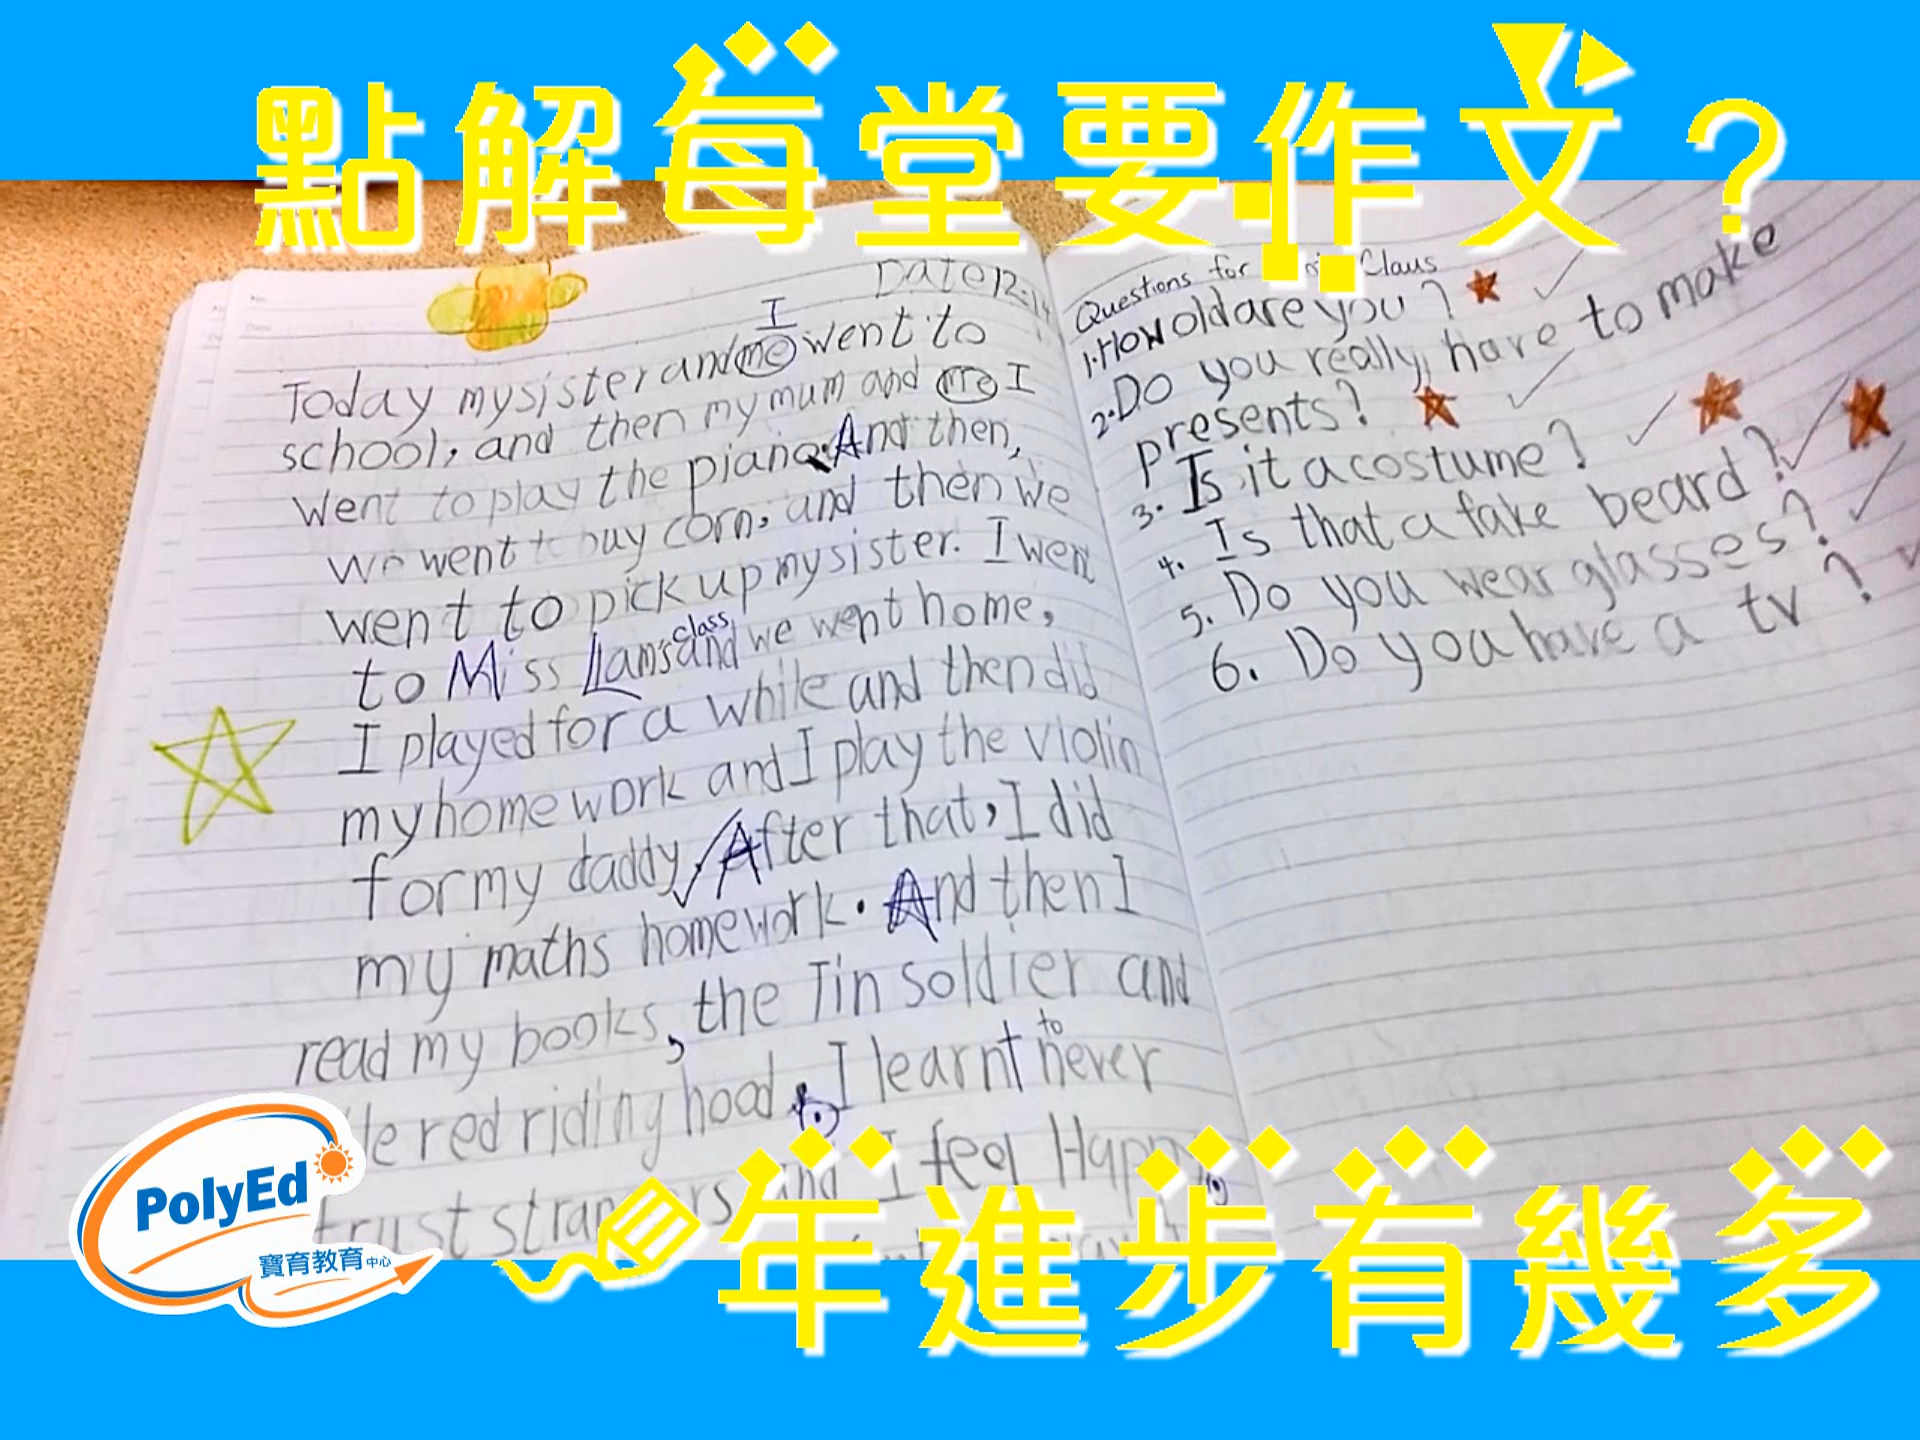 點解每堂要作文？
Date 12-14
I
Today my sister and me went to
school, and then my mum and me I
went to play the piano. And then,
we went to buy corn, and then we
went to pick up my sister. I went
class,
to Miss Lams and we went home,
I played for a while and then did
my homework and I play the violin
for my daddy. After that, I did
my maths homework. And then I
read my books, the Tin soldier and
le red riding hood. I learnt never
to
trust strangers and I feel Happy.
Questions for Claus
1. How old are you?
2. Do you really, have to make
presents?
3. Is it a costume?
4. Is that a fake beard?
5. Do you wear glasses?
6. Do you have a tv?
PolyEd
寶育教育中心
一年進步有幾多